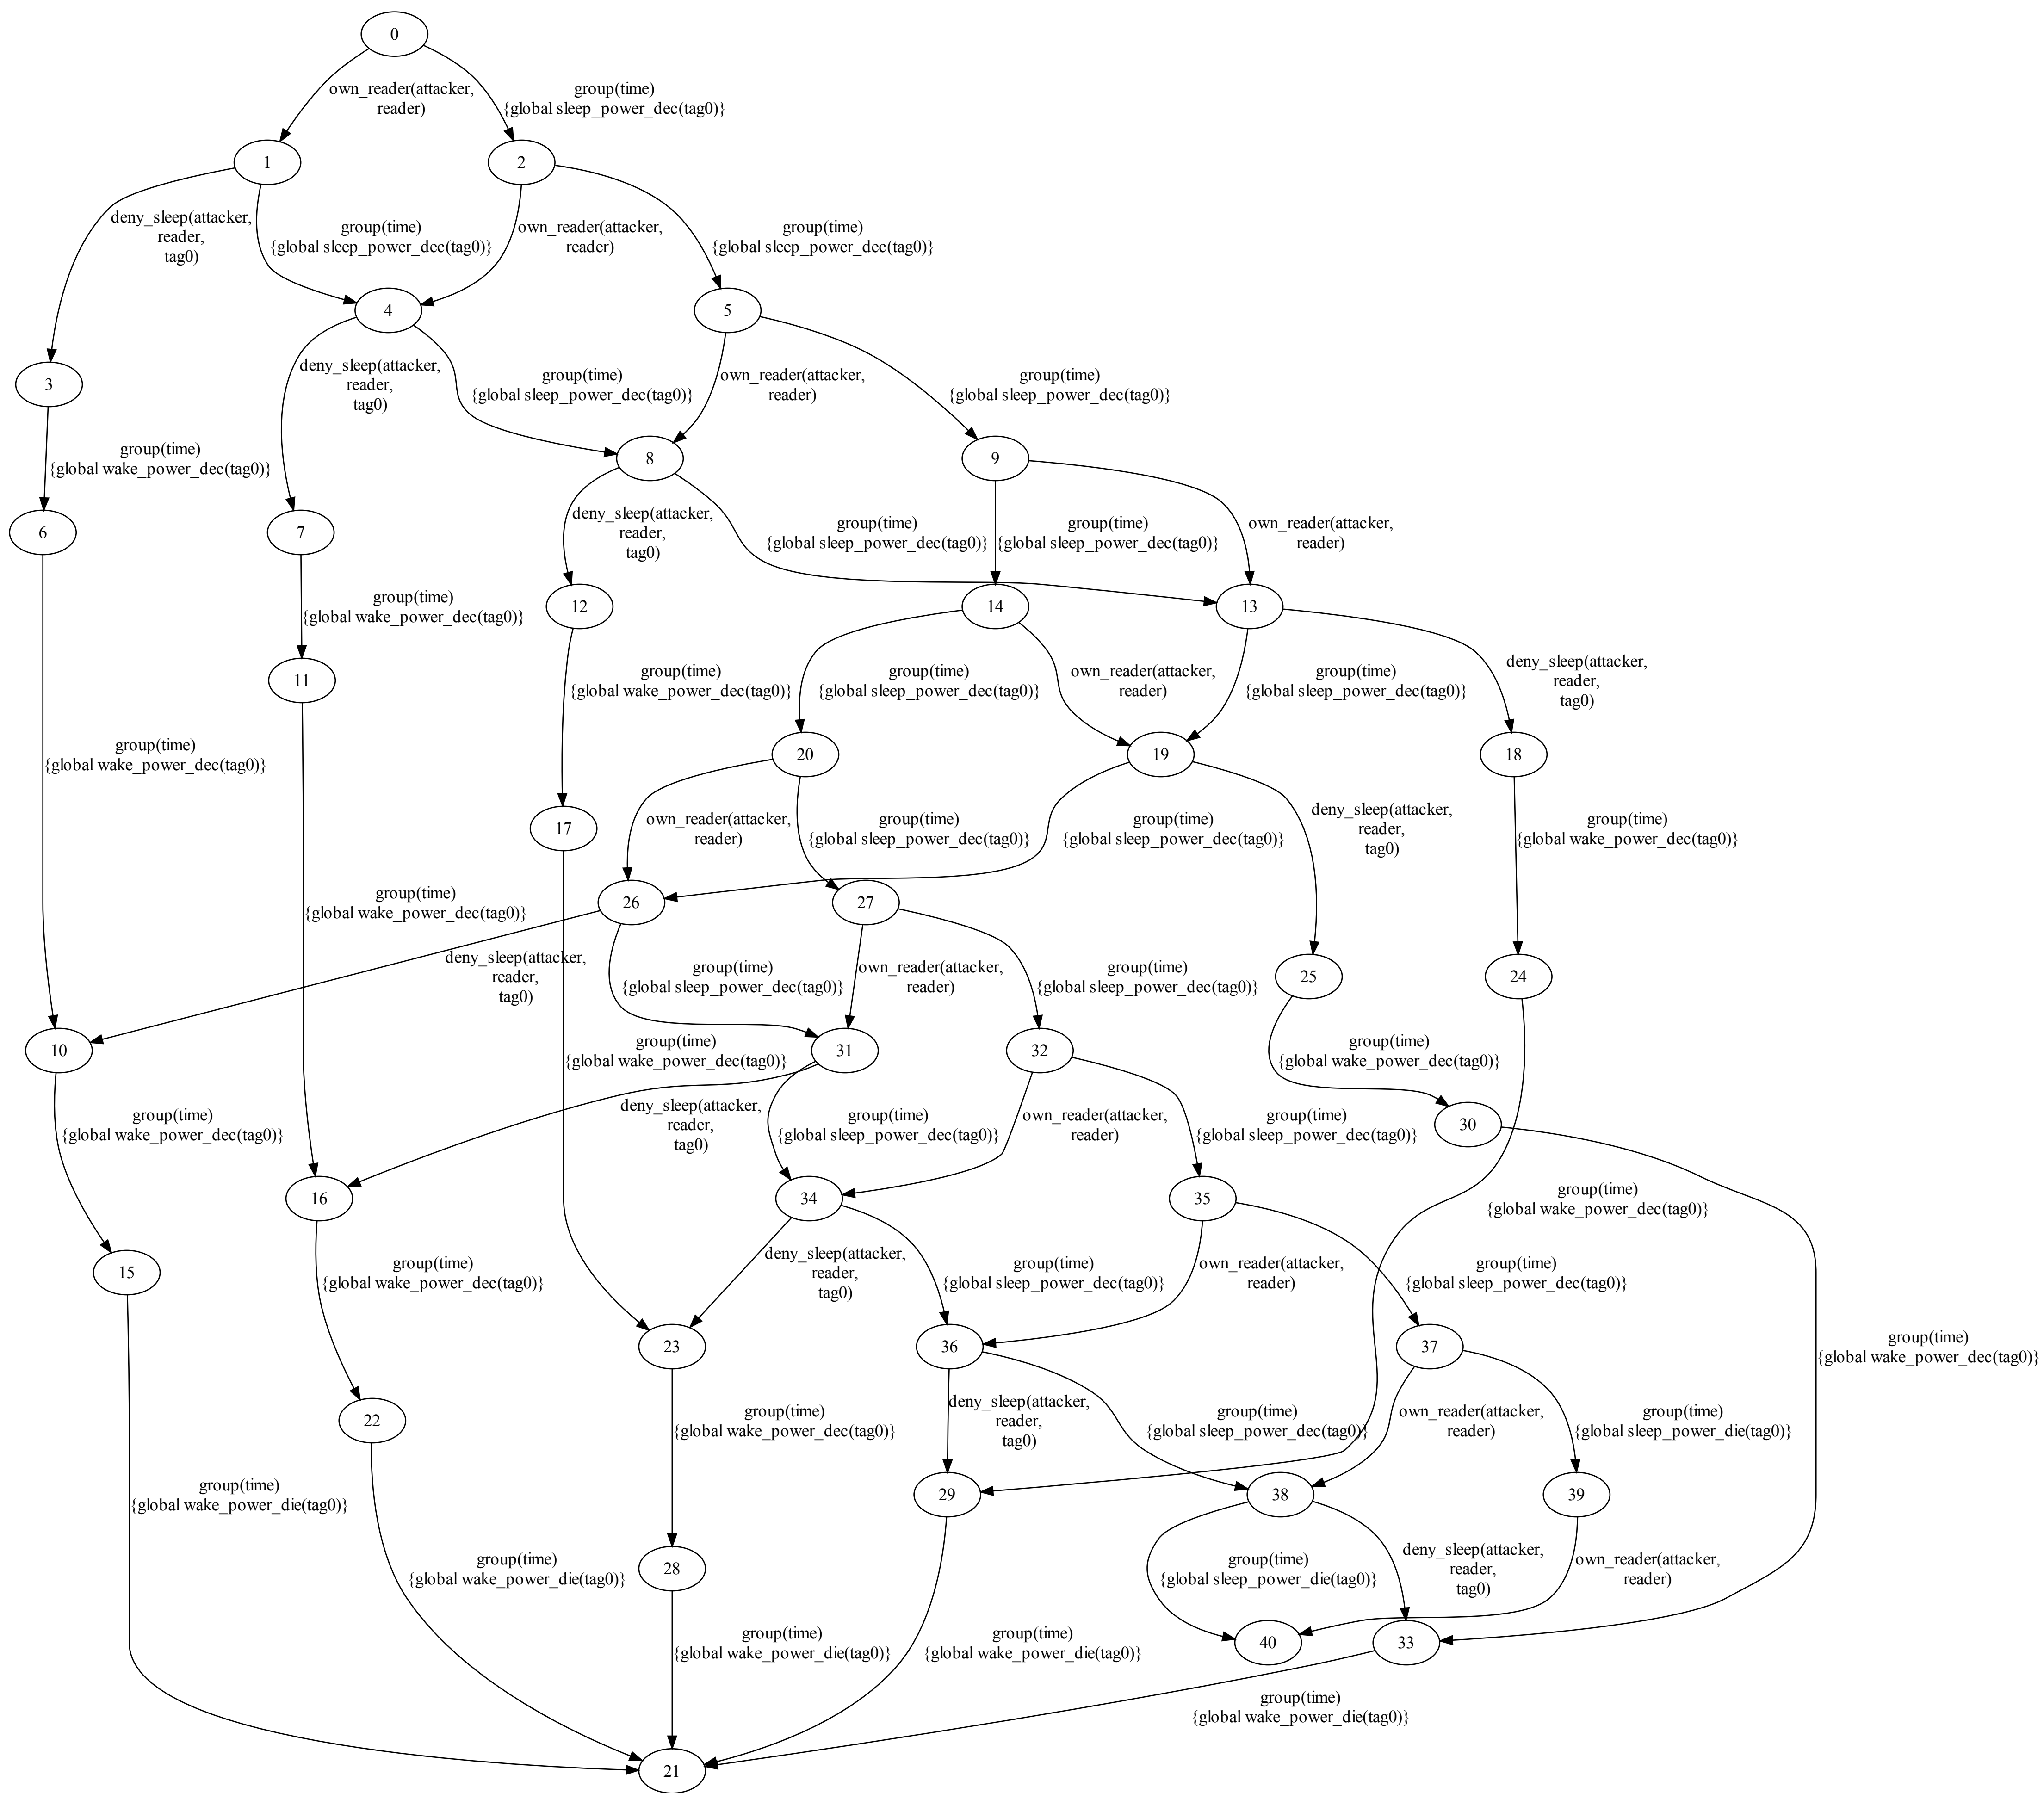 0
own_reader(attacker,
reader)
group(time)
{global sleep_power_dec(tag0)}
1
2
deny_sleep(attacker,
reader,
tag0)
group(time)
{global sleep_power_dec(tag0)}
own_reader(attacker,
reader)
group(time)
{global sleep_power_dec(tag0)}
4
5
deny_sleep(attacker,
reader,
tag0)
group(time)
{global sleep_power_dec(tag0)}
own_reader(attacker,
reader)
group(time)
{global sleep_power_dec(tag0)}
3
group(time)
{global wake_power_dec(tag0)}
8
9
6
7
deny_sleep(attacker,
reader,
tag0)
group(time)
{global sleep_power_dec(tag0)}
group(time)
{global sleep_power_dec(tag0)}
own_reader(attacker,
reader)
group(time)
{global wake_power_dec(tag0)}
12
14
13
11
group(time)
{global wake_power_dec(tag0)}
group(time)
{global sleep_power_dec(tag0)}
own_reader(attacker,
reader)
group(time)
{global sleep_power_dec(tag0)}
deny_sleep(attacker,
reader,
tag0)
group(time)
{global wake_power_dec(tag0)}
20
19
18
17
own_reader(attacker,
reader)
group(time)
{global sleep_power_dec(tag0)}
group(time)
{global sleep_power_dec(tag0)}
deny_sleep(attacker,
reader,
tag0)
group(time)
{global wake_power_dec(tag0)}
group(time)
{global wake_power_dec(tag0)}
26
27
deny_sleep(attacker,
reader,
tag0)
group(time)
{global sleep_power_dec(tag0)}
own_reader(attacker,
reader)
group(time)
{global sleep_power_dec(tag0)}
25
24
10
group(time)
{global wake_power_dec(tag0)}
31
32
group(time)
{global wake_power_dec(tag0)}
group(time)
{global wake_power_dec(tag0)}
deny_sleep(attacker,
reader,
tag0)
group(time)
{global sleep_power_dec(tag0)}
own_reader(attacker,
reader)
group(time)
{global sleep_power_dec(tag0)}
30
16
34
35
group(time)
{global wake_power_dec(tag0)}
15
group(time)
{global wake_power_dec(tag0)}
deny_sleep(attacker,
reader,
tag0)
group(time)
{global sleep_power_dec(tag0)}
own_reader(attacker,
reader)
group(time)
{global sleep_power_dec(tag0)}
23
36
37
group(time)
{global wake_power_dec(tag0)}
22
group(time)
{global wake_power_dec(tag0)}
deny_sleep(attacker,
reader,
tag0)
group(time)
{global sleep_power_dec(tag0)}
own_reader(attacker,
reader)
group(time)
{global sleep_power_die(tag0)}
group(time)
{global wake_power_die(tag0)}
29
38
39
28
group(time)
{global wake_power_die(tag0)}
group(time)
{global sleep_power_die(tag0)}
deny_sleep(attacker,
reader,
tag0)
own_reader(attacker,
reader)
group(time)
{global wake_power_die(tag0)}
group(time)
{global wake_power_die(tag0)}
40
33
group(time)
{global wake_power_die(tag0)}
21